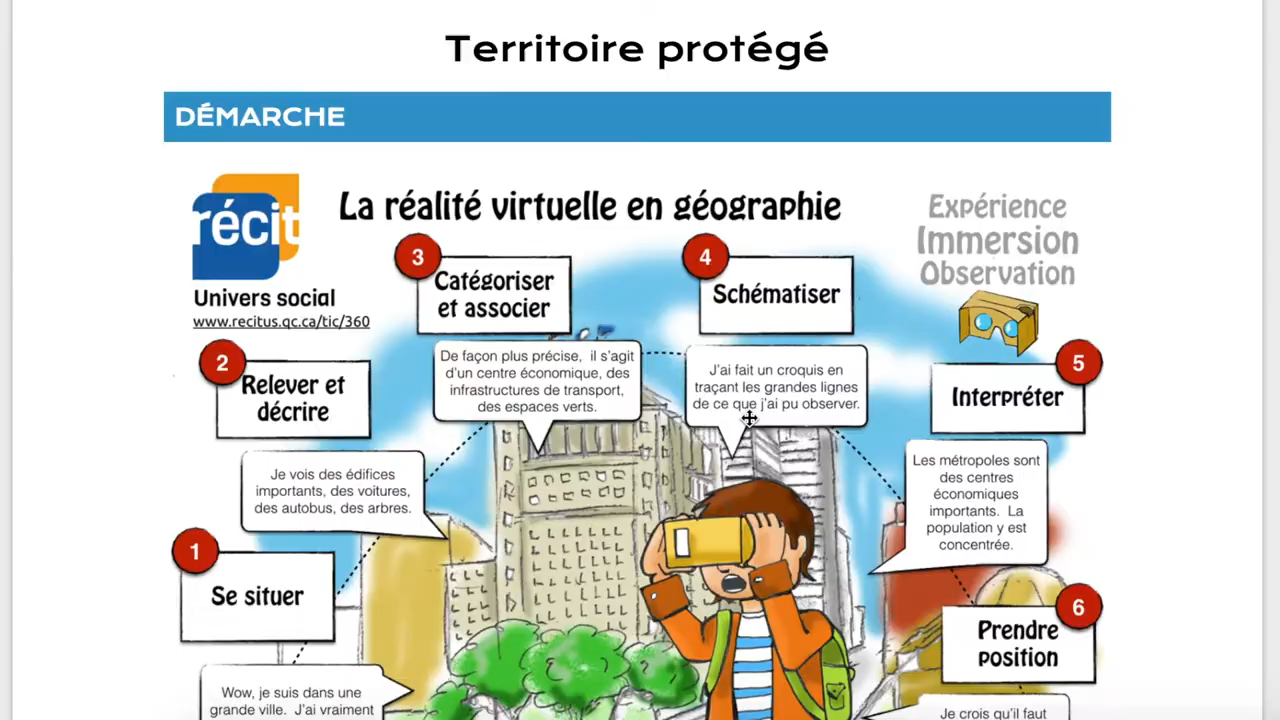 Territoire protégé
DÉMARCHE
récit
Univers social
www.recitus.qc.ca/tic/360
La réalité virtuelle en géographie
Expérience
Immersion
Observation
1
Se situer
Wow, je suis dans une
grande ville. J'ai vraiment
2
Relever et
décrire
Je vois des édifices
importants, des voitures,
des autobus, des arbres.
3
Catégoriser
et associer
De façon plus précise, il s'agit
d'un centre économique, des
infrastructures de transport,
des espaces verts.
4
Schématiser
J'ai fait un croquis en
traçant les grandes lignes
de ce que j'ai pu observer.
5
Interpréter
Les métropoles sont
des centres
économiques
importants. La
population y est
concentrée.
6
Prendre
position
Je crois qu'il faut